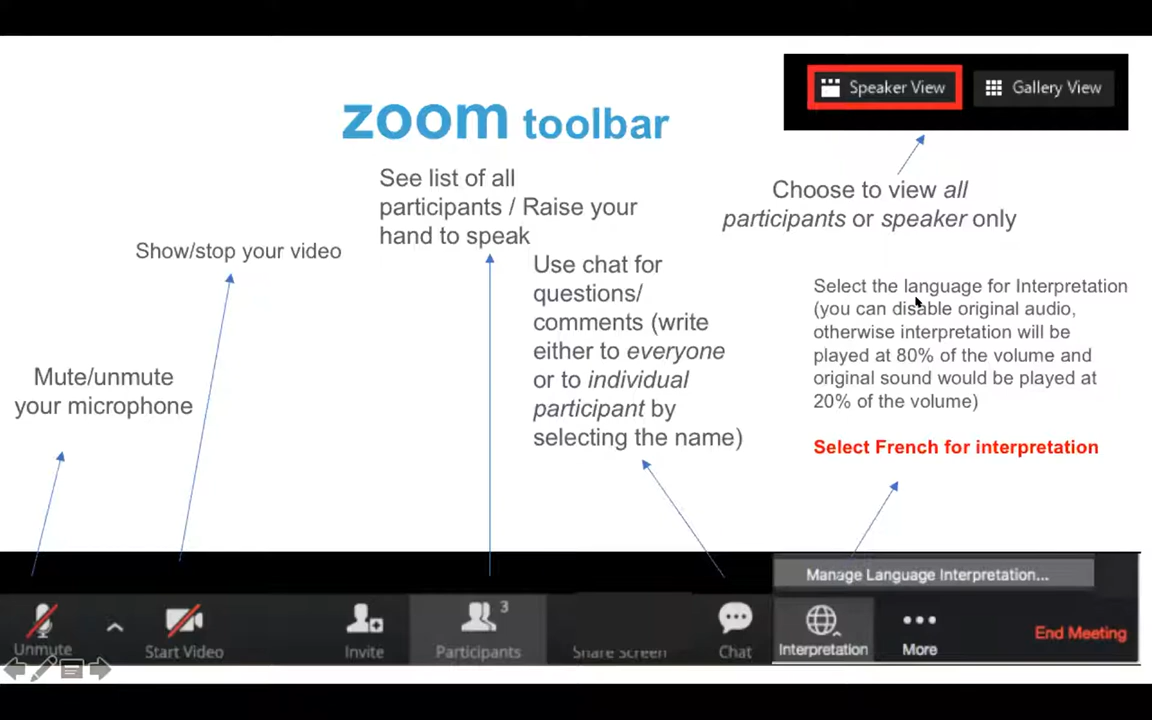 Speaker View
Gallery View
zoom toolbar
See list of all
participants / Raise your
hand to speak
Choose to view all
participants or speaker only
Show/stop your video
Use chat for
questions/
comments (write
either to everyone
or to individual
participant by
selecting the name)
Select the language for Interpretation
(you can disable original audio,
otherwise interpretation will be
played at 80% of the volume and
original sound would be played at
20% of the volume)
Mute/unmute
your microphone
Select French for interpretation
Manage Language Interpretation...
3
Unmute
Start Video
Invite
Participants
Share Screen
Chat
Interpretation
More
End Meeting